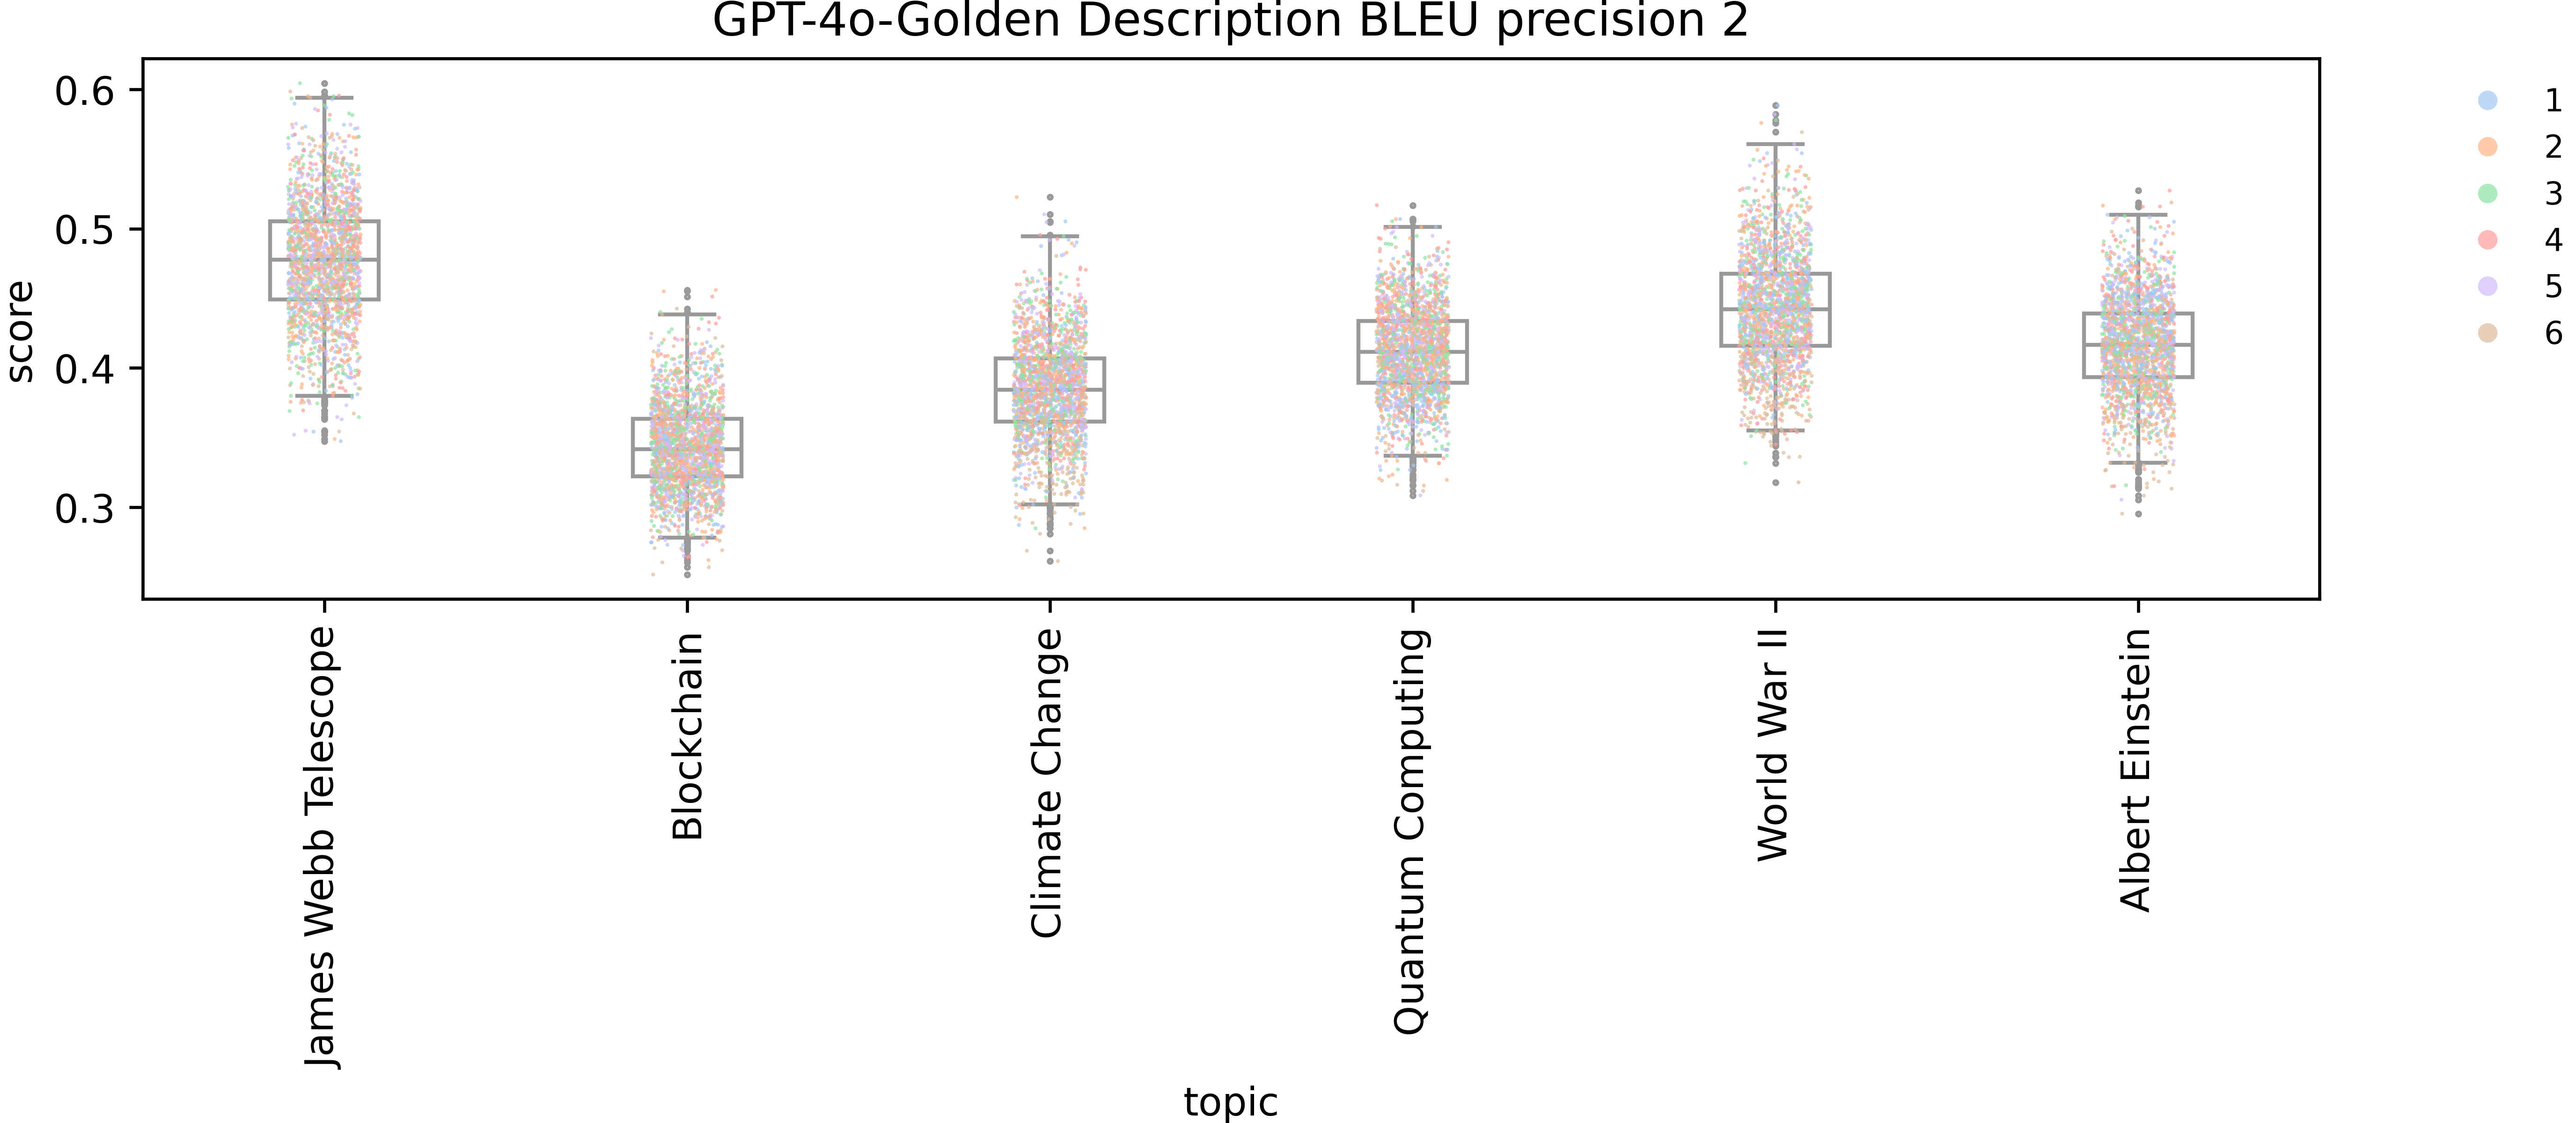 GPT-4o-Golden Description BLEU precision 2
score
0.6
0.5
0.4
0.3
1
2
3
4
5
6
James Webb Telescope
Blockchain
Climate Change
Quantum Computing
World War II
Albert Einstein
topic